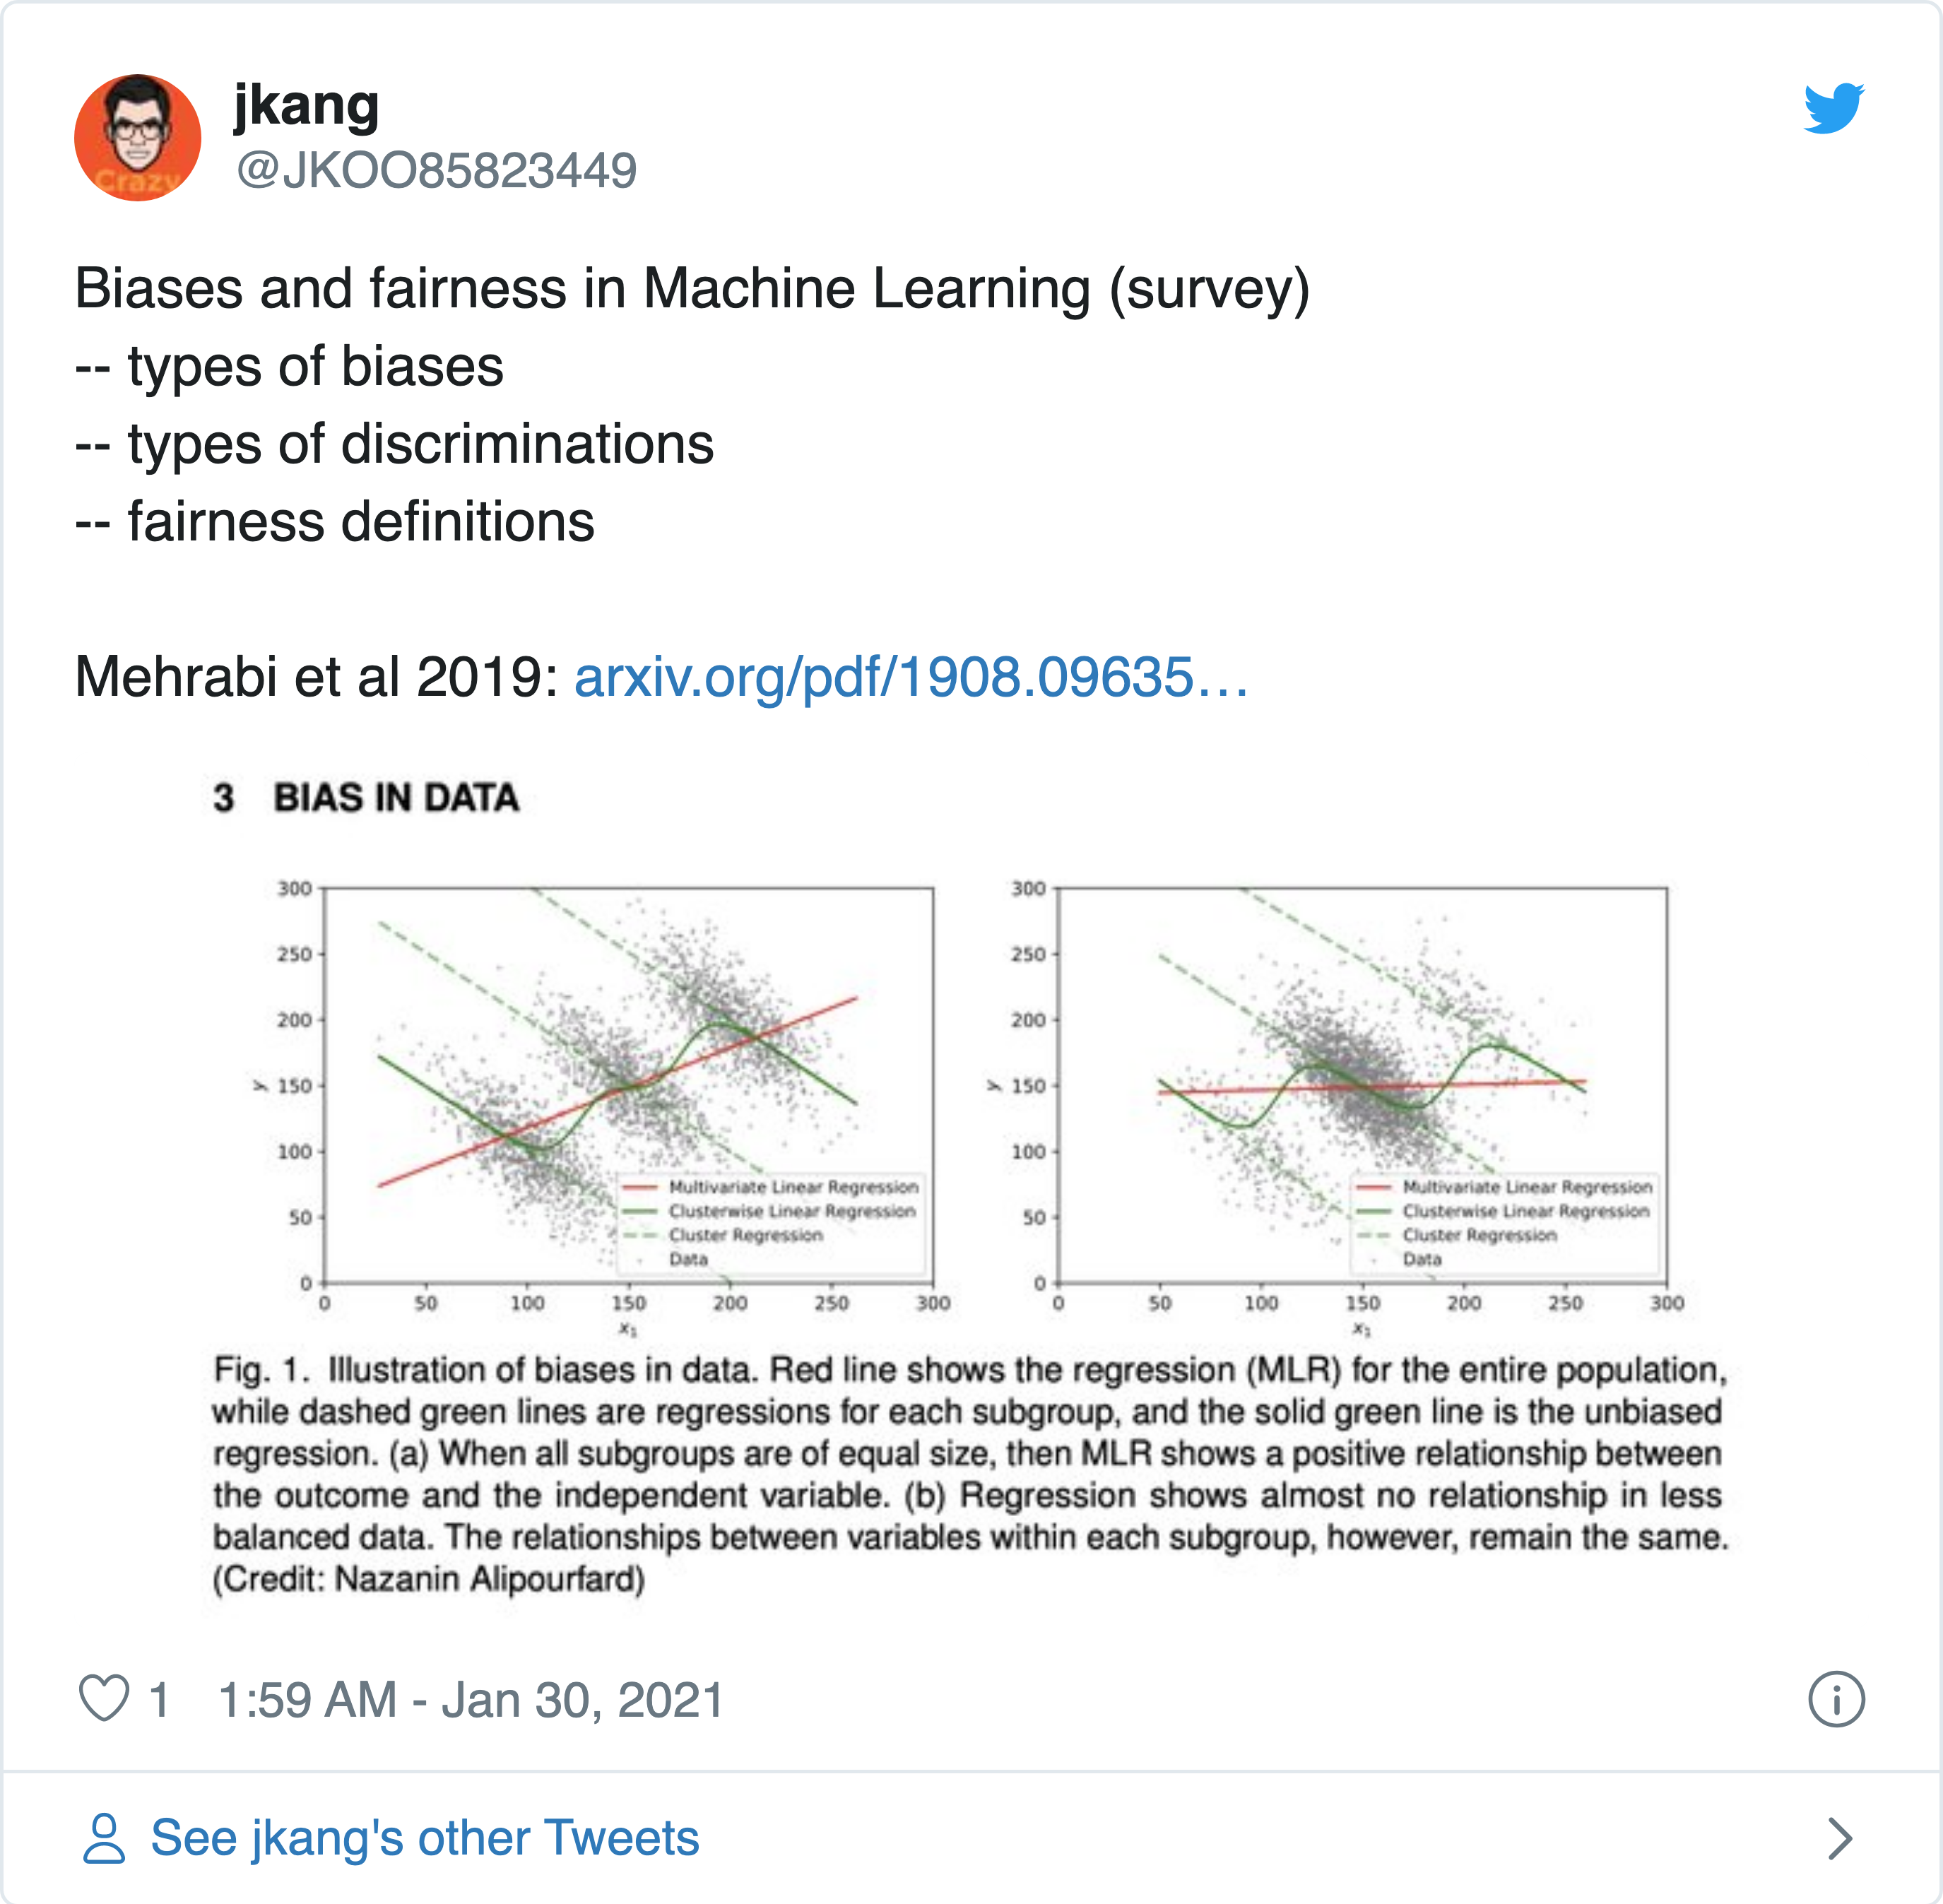 jkang
@JKOO85823449
Crazy
Biases and fairness in Machine Learning (survey)
-- types of biases
-- types of discriminations
-- fairness definitions
Mehrabi et al 2019: arxiv.org/pdf/1908.09635…
3 BIAS IN DATA
300
250
200
150
100
50
0
y
0 50 100 150 200 250 300
x₁
Multivariate Linear Regression
Clusterwise Linear Regression
Cluster Regression
Data
300
250
200
150
100
50
0
y
0 50 100 150 200 250 300
x₁
Multivariate Linear Regression
Clusterwise Linear Regression
Cluster Regression
Data
Fig. 1. Illustration of biases in data. Red line shows the regression (MLR) for the entire population,
while dashed green lines are regressions for each subgroup, and the solid green line is the unbiased
regression. (a) When all subgroups are of equal size, then MLR shows a positive relationship between
the outcome and the independent variable. (b) Regression shows almost no relationship in less
balanced data. The relationships between variables within each subgroup, however, remain the same.
(Credit: Nazanin Alipourfard)
1 1:59 AM - Jan 30, 2021
See jkang's other Tweets